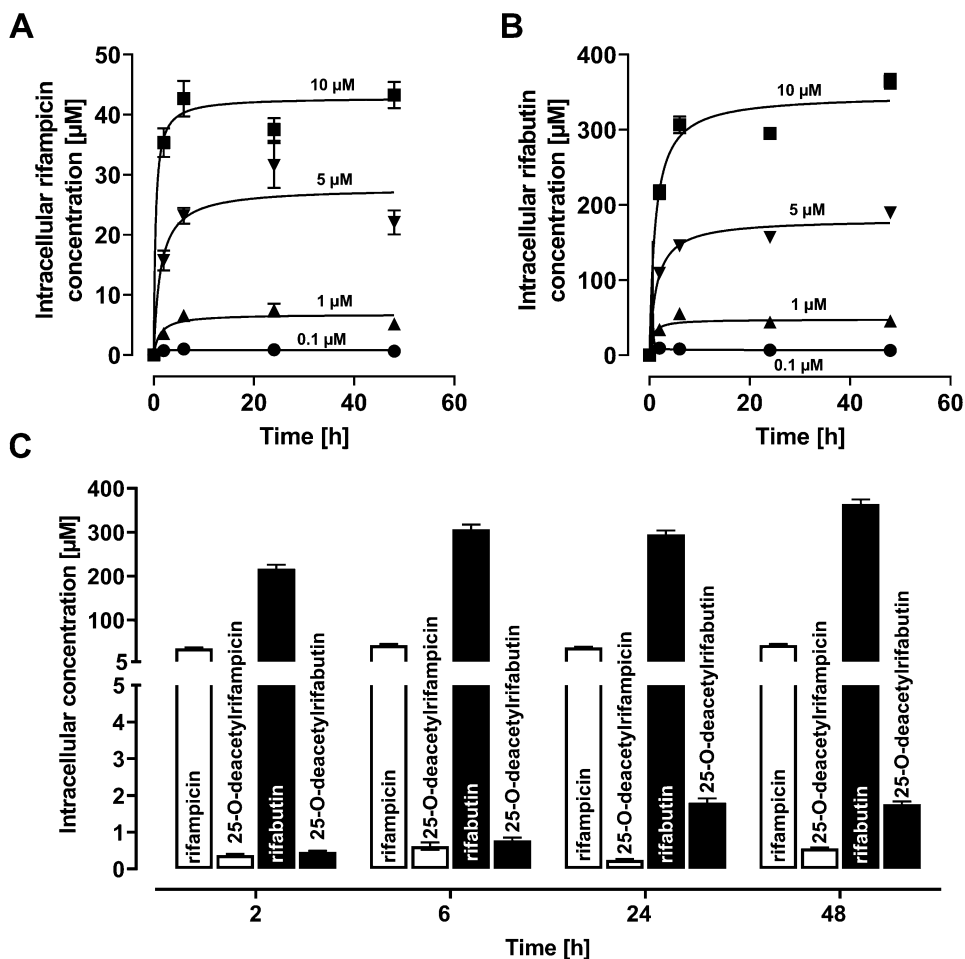 A
B
Intracellular rifampicin
concentration [µM]
50
40
30
20
10
0
10 µM
5 µM
1 µM
0.1 µM
0
20
40
60
Time [h]
Intracellular rifabutin
concentration [µM]
400
300
200
100
0
10 µM
5 µM
1 µM
0.1 µM
0
20
40
60
Time [h]
C
Intracellular concentration [µM]
400
300
200
100
5
5
4
3
2
1
0
rifampicin
25-O-deacetylrifampicin
rifabutin
25-O-deacetylrifabutin
rifampicin
25-O-deacetylrifampicin
rifabutin
25-O-deacetylrifabutin
rifampicin
25-O-deacetylrifampicin
rifabutin
25-O-deacetylrifabutin
rifampicin
25-O-deacetylrifampicin
rifabutin
25-O-deacetylrifabutin
2
6
24
48
Time [h]